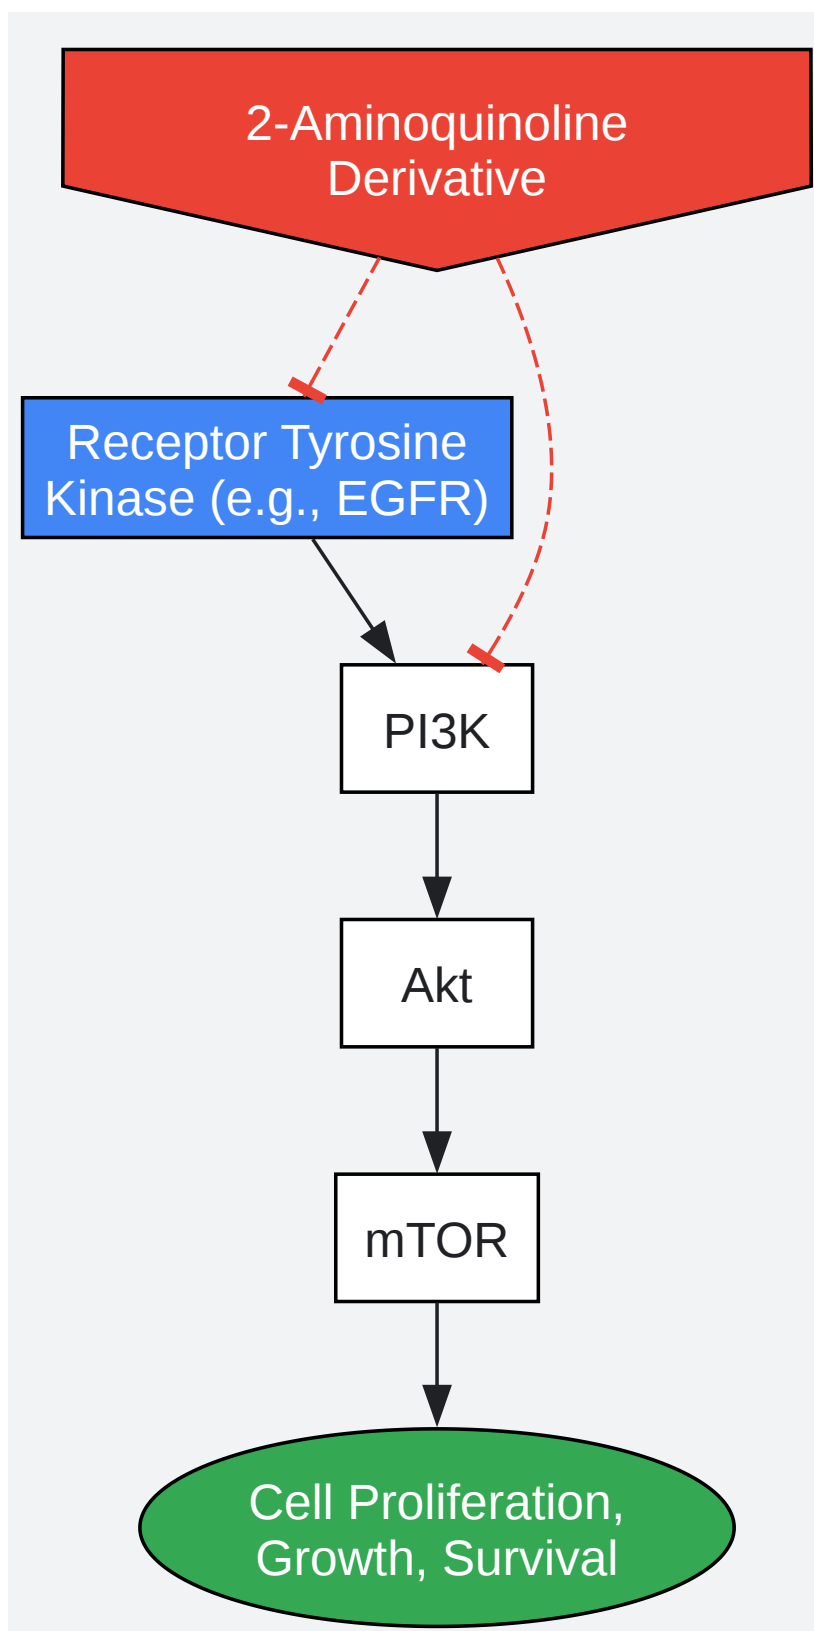 2-Aminoquinoline
Derivative
Receptor Tyrosine
Kinase (e.g., EGFR)
PI3K
Akt
mTOR
Cell Proliferation,
Growth, Survival